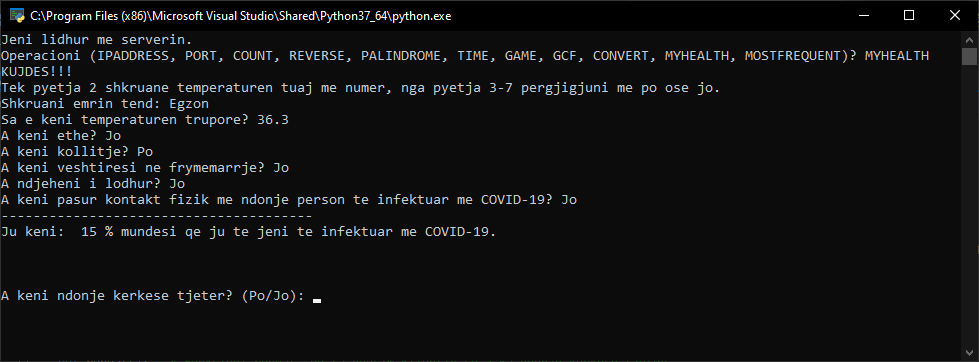 C:\Program Files (x86)\Microsoft Visual Studio\Shared\Python37_64\python.exe
Jeni lidhur me serverin.
Operacioni (IPADDRESS, PORT, COUNT, REVERSE, PALINDROME, TIME, GAME, GCF, CONVERT, MYHEALTH, MOSTFREQUENT)? MYHEALTH
KUJDES!!!
Tek pyetja 2 shkruane temperaturen tuaj me numer, nga pyetja 3-7 pergjigjuni me po ose jo.
Shkruani emrin tend: Egzon
Sa e keni temperaturen trupore? 36.3
A keni ethe? Jo
A keni kollitje? Po
A keni veshtiresi ne frymemarrje? Jo
A ndjeheni i lodhur? Jo
A keni pasur kontakt fizik me ndonje person te infektuar me COVID-19? Jo
---------------------------------------
Ju keni:  15 % mundesi qe ju te jeni te infektuar me COVID-19.
A keni ndonje kerkese tjeter? (Po/Jo):